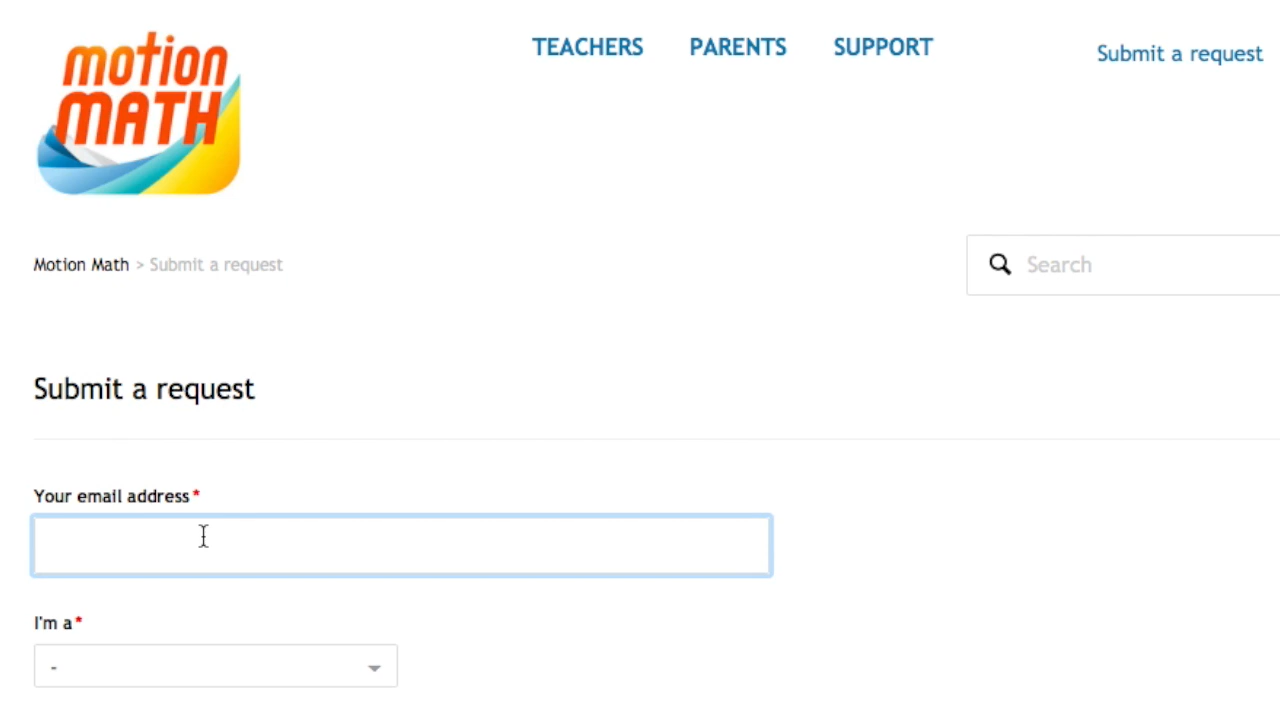 motion
MATH
TEACHERS PARENTS SUPPORT Submit a request
Motion Math > Submit a request
Search
Submit a request
Your email address*
I'm a*
-